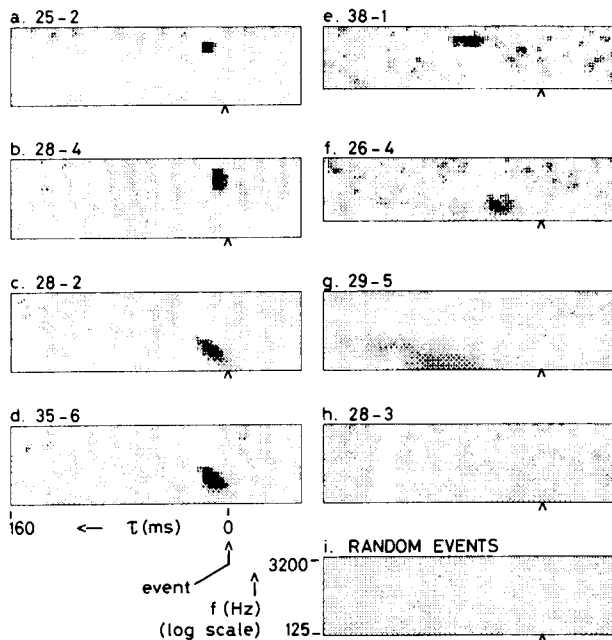 a. 25-2
b. 28-4
c. 28-2
d. 35-6
160 <— τ(ms) 0
event
e. 38-1
f. 26-4
g. 29-5
h. 28-3
i. RANDOM EVENTS
3200
f (Hz)
(log scale)
125